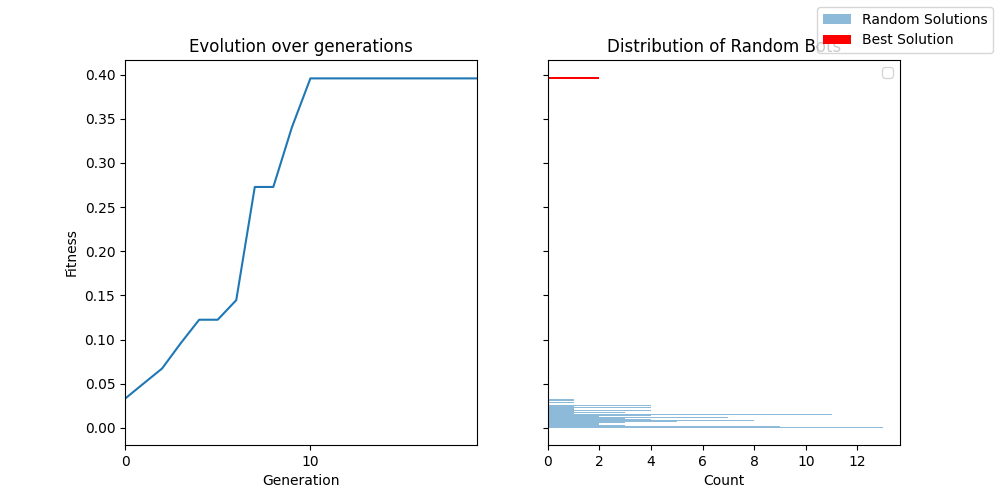 Random Solutions
Best Solution
Evolution over generations
Distribution of Random Bots
0.40
0.35
0.30
0.25
0.20
0.15
0.10
0.05
0.00
Fitness
0 10
Generation
0 2 4 6 8 10 12
Count